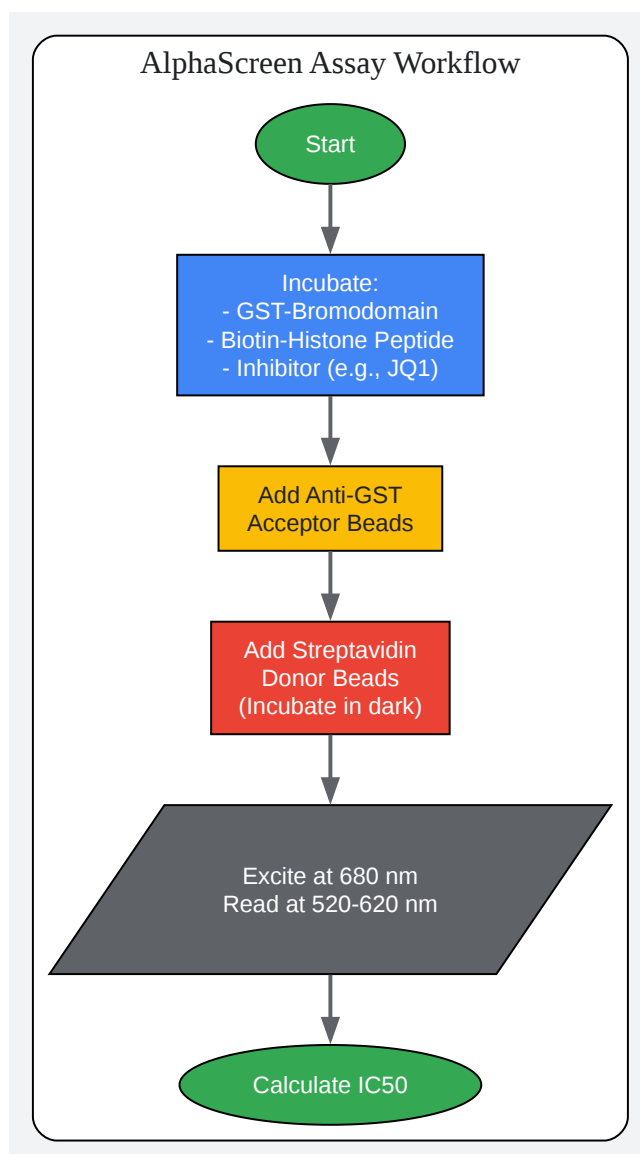 AlphaScreen Assay Workflow
Start
Incubate:
- GST-Bromodomain
- Biotin-Histone Peptide
- Inhibitor (e.g., JQ1)
Add Anti-GST
Acceptor Beads
Add Streptavidin
Donor Beads
(Incubate in dark)
Excite at 680 nm
Read at 520-620 nm
Calculate IC50